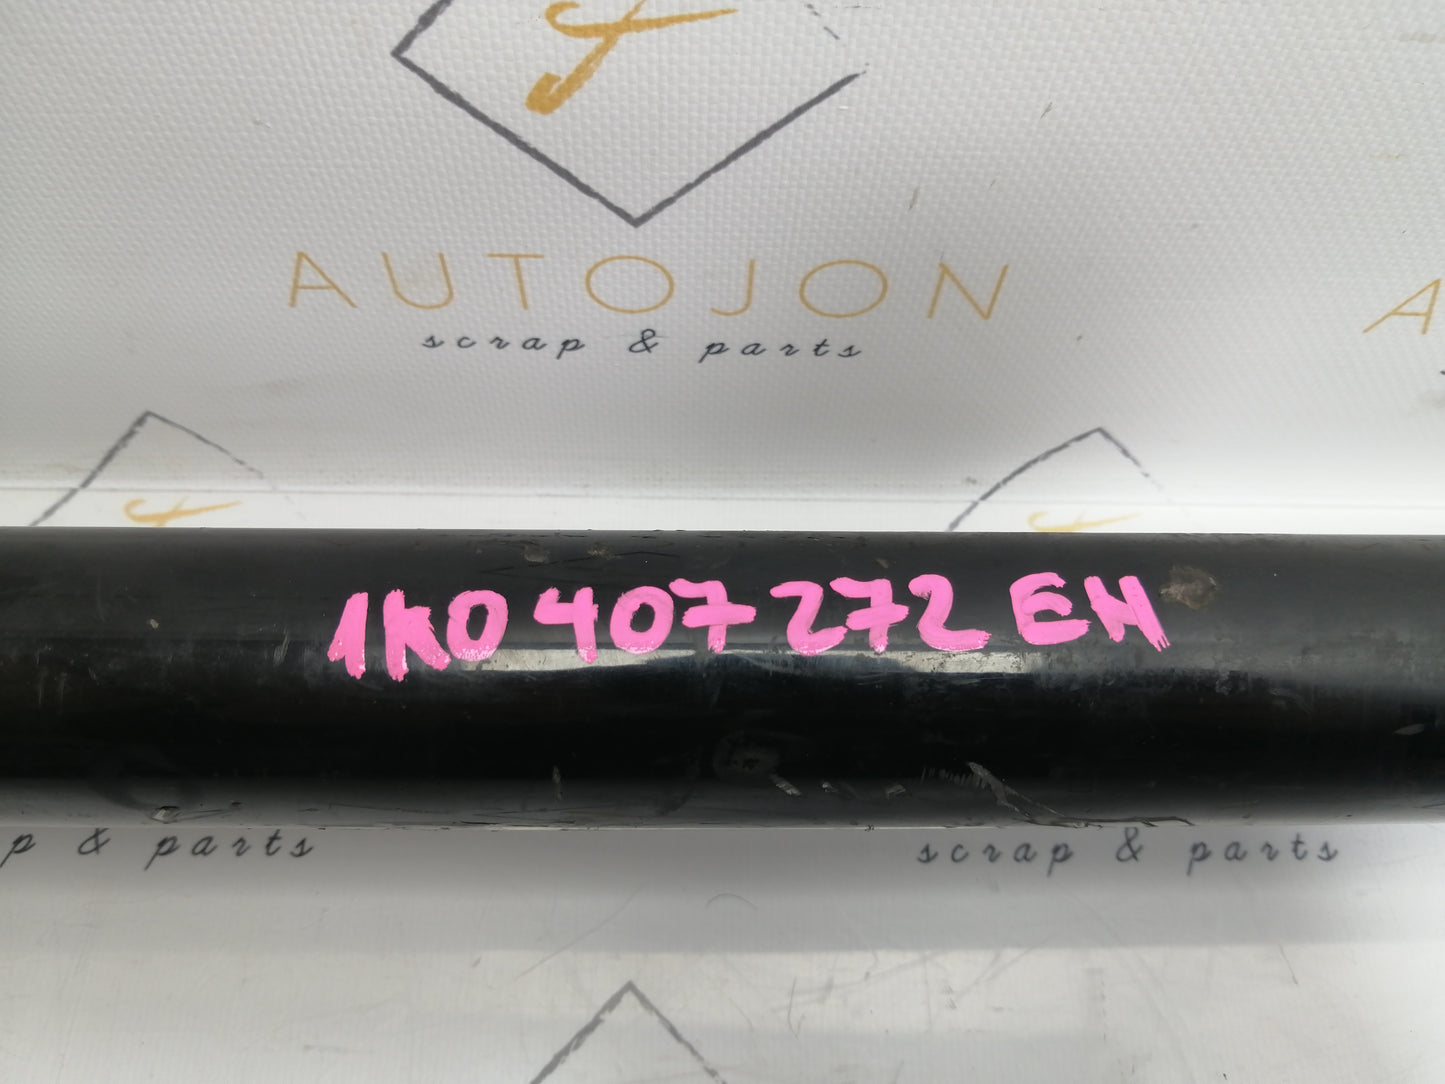 AUTOJON
scrap & parts
A
1K0 407 272 EH
p & parts
scrap & parts